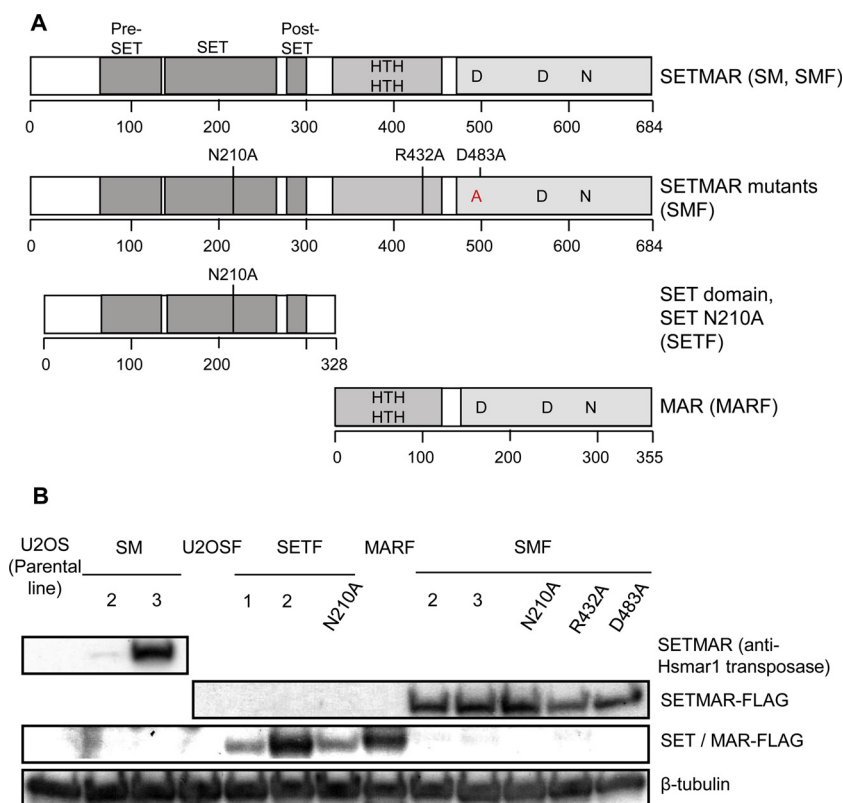 A
Pre-
SET
SET
Post-
SET
HTH
HTH
D D N
SETMAR (SM, SMF)
0 100 200 300 400 500 600 684
N210A R432A D483A
A D N
SETMAR mutants
(SMF)
0 100 200 300 400 500 600 684
N210A
SET domain,
SET N210A
(SETF)
0 100 200 328
HTH
HTH
D D N
MAR (MARF)
0 100 200 300 355
B
U2OS
(Parental
line)
SM
U2OSF
SETF
MARF
SMF
2 3
1 2 N210A
2 3 N210A R432A D483A
SETMAR (anti-
Hsmar1 transposase)
SETMAR-FLAG
SET / MAR-FLAG
β-tubulin